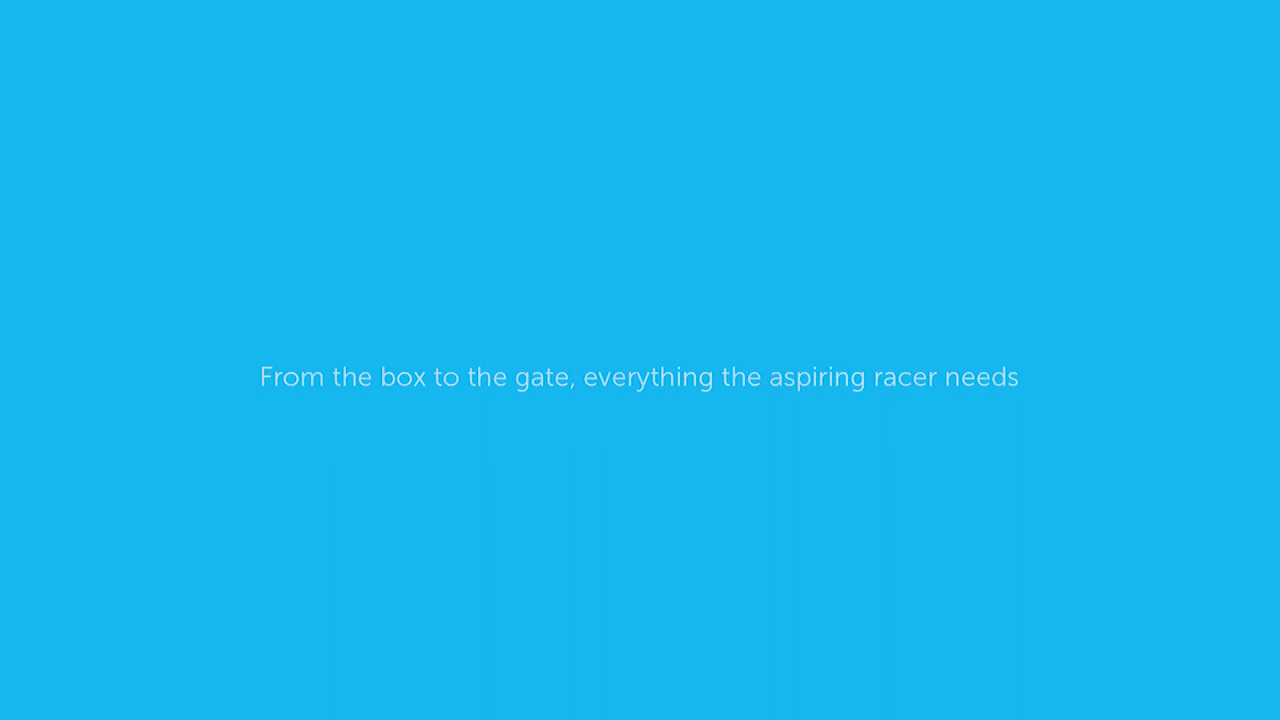 From the box to the gate, everything the aspiring racer needs